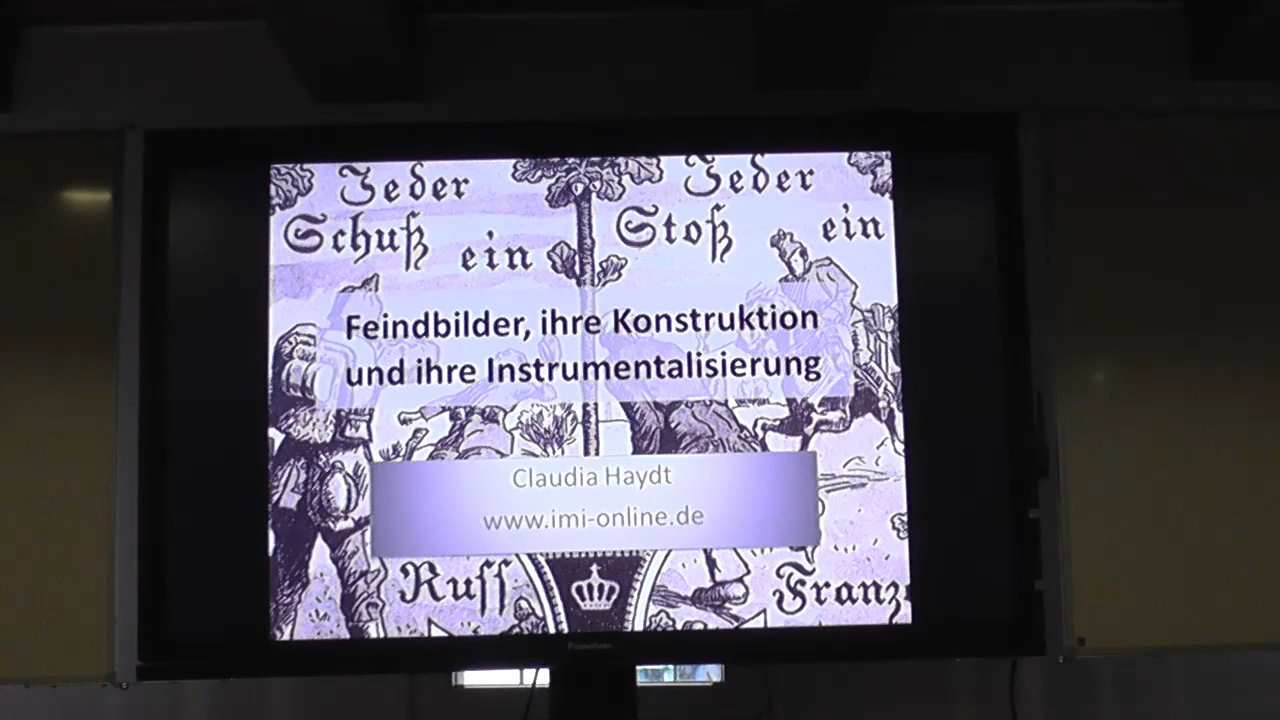 Jeder Jeder
Schuß ein Stoß ein
Feindbilder, ihre Konstruktion
und ihre Instrumentalisierung
Claudia Haydt
www.imi-online.de
Russ Franz